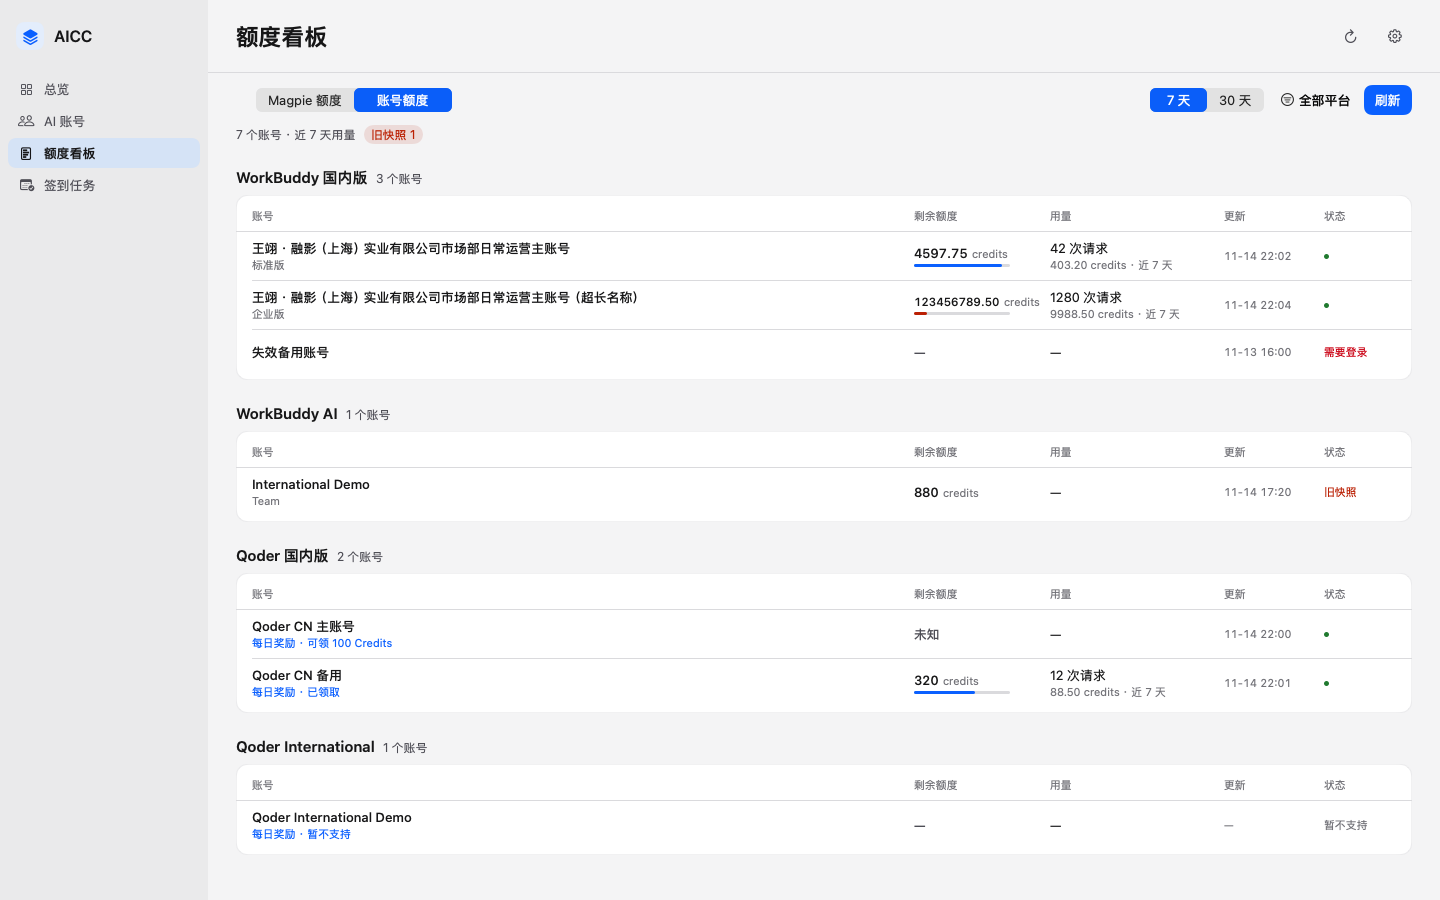 AICC
总览
AI 账号
额度看板
签到任务
额度看板
Magpie 额度
账号额度
7 天
30 天
全部平台
刷新
7 个账号 · 近 7 天用量 旧快照 1
WorkBuddy 国内版 3 个账号
账号 剩余额度 用量 更新 状态
王翊 · 融影（上海）实业有限公司市场部日常运营主账号
标准版
4597.75 credits
42 次请求
403.20 credits · 近 7 天
11-14 22:02
王翊 · 融影（上海）实业有限公司市场部日常运营主账号（超长名称）
企业版
123456789.50 credits
1280 次请求
9988.50 credits · 近 7 天
11-14 22:04
失效备用账号 — — 11-13 16:00 需要登录
WorkBuddy AI 1 个账号
账号 剩余额度 用量 更新 状态
International Demo
Team
880 credits — 11-14 17:20 旧快照
Qoder 国内版 2 个账号
账号 剩余额度 用量 更新 状态
Qoder CN 主账号
每日奖励 · 可领 100 Credits
未知 — 11-14 22:00
Qoder CN 备用
每日奖励 · 已领取
320 credits
12 次请求
88.50 credits · 近 7 天
11-14 22:01
Qoder International 1 个账号
账号 剩余额度 用量 更新 状态
Qoder International Demo
每日奖励 · 暂不支持
— — — 暂不支持